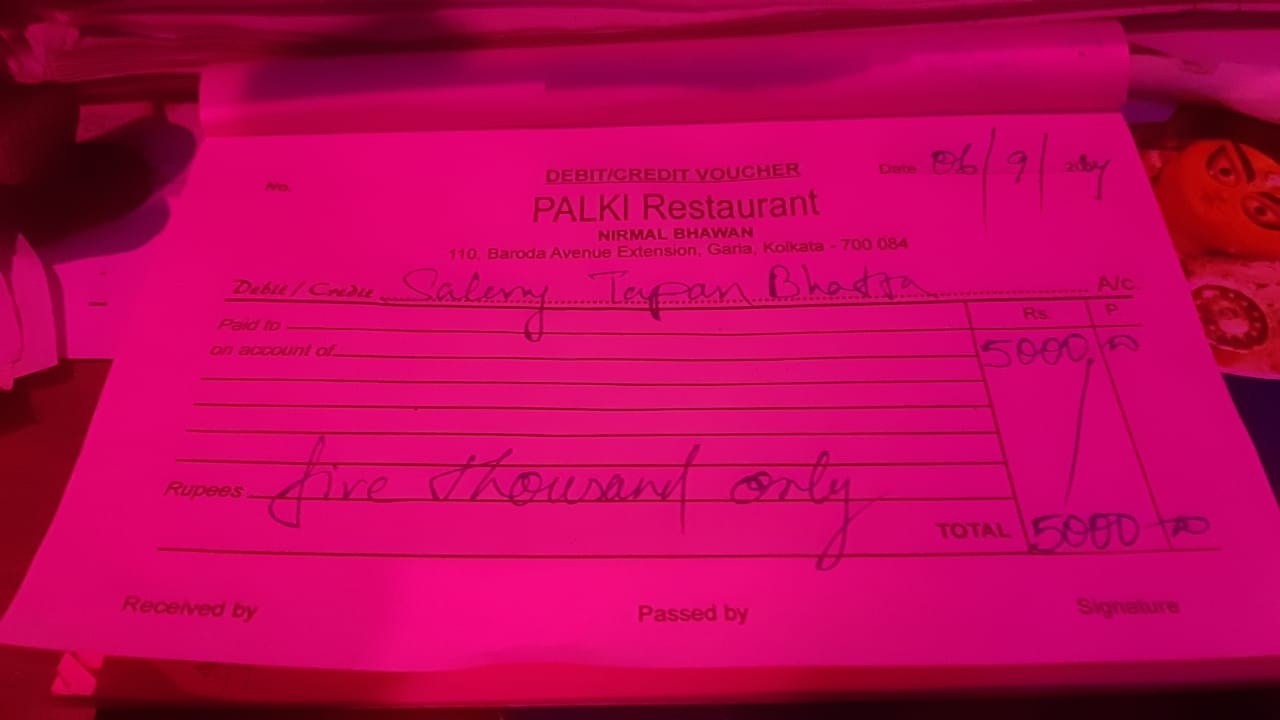 No.
DEBIT/CREDIT VOUCHER
Date 06/9/2024
PALKI Restaurant
NIRMAL BHAWAN
110, Baroda Avenue Extension, Garia, Kolkata - 700 084
Debit / Credit Salery Tapan Bhadra A/c.
Rs. P.
Paid to
on account of 5000, 00
Rupees five thousand only
TOTAL 5000 00
Received by Passed by Signature